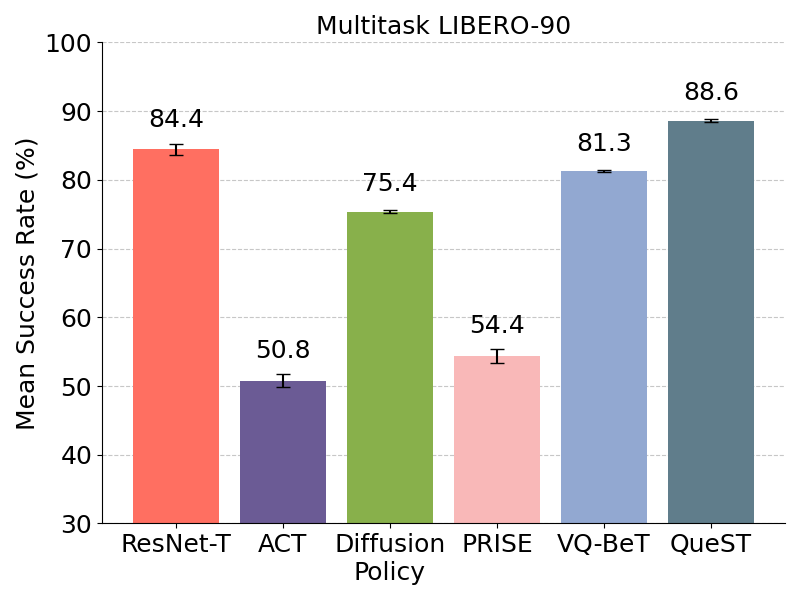 Multitask LIBERO-90
Mean Success Rate (%)
100
90
80
70
60
50
40
30
84.4
50.8
75.4
54.4
81.3
88.6
ResNet-T
ACT
Diffusion
Policy
PRISE
VQ-BeT
QueST